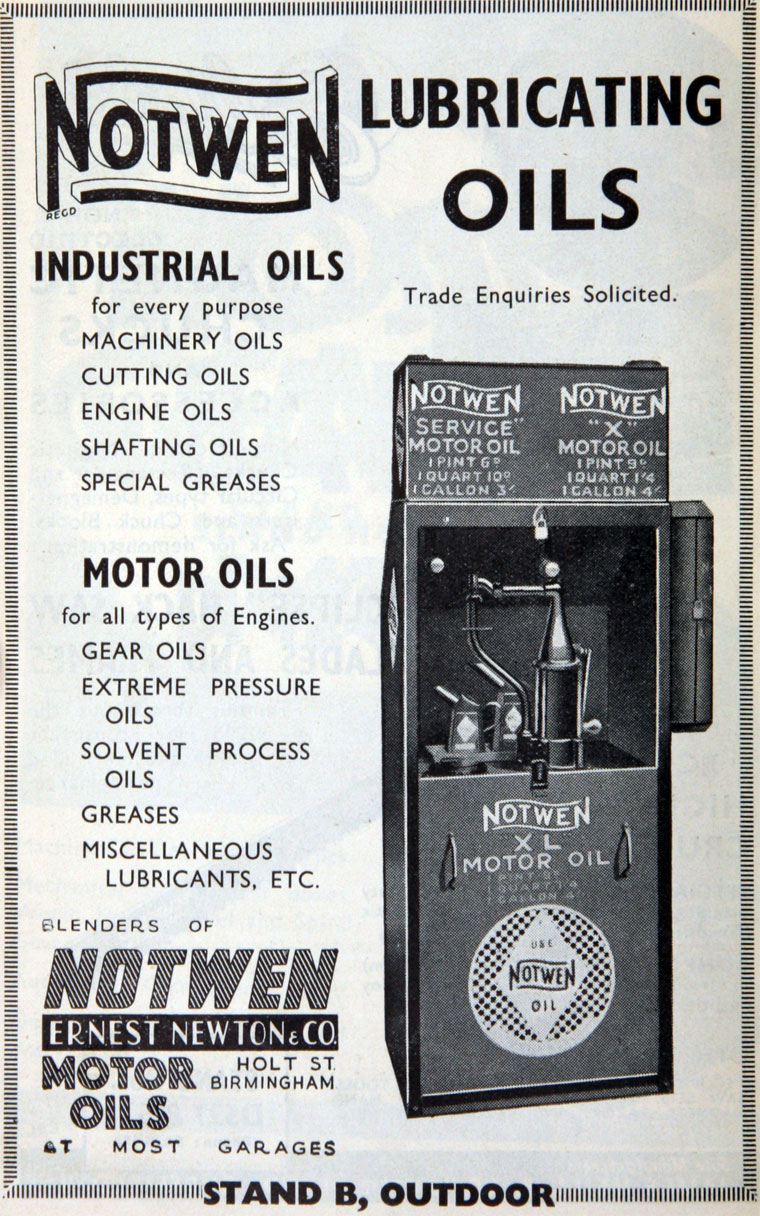 NOTWEN
REGD
LUBRICATING
OILS
INDUSTRIAL OILS
for every purpose
MACHINERY OILS
CUTTING OILS
ENGINE OILS
SHAFTING OILS
SPECIAL GREASES
MOTOR OILS
for all types of Engines.
GEAR OILS
EXTREME PRESSURE
OILS
SOLVENT PROCESS
OILS
GREASES
MISCELLANEOUS
LUBRICANTS, ETC.
BLENDERS OF
NOTWEN
ERNEST NEWTON & CO.
MOTOR
OILS
HOLT ST.
BIRMINGHAM
AT MOST GARAGES
Trade Enquiries Solicited.
NOTWEN
SERVICE"
MOTOR OIL
1 PINT 6D
1 QUART 10D
1 GALLON 3/-
NOTWEN
"X"
MOTOR OIL
1 PINT 9D
1 QUART 1/4
1 GALLON 4/-
NOTWEN
XL
MOTOR OIL
USE
NOTWEN
OIL
STAND B, OUTDOOR